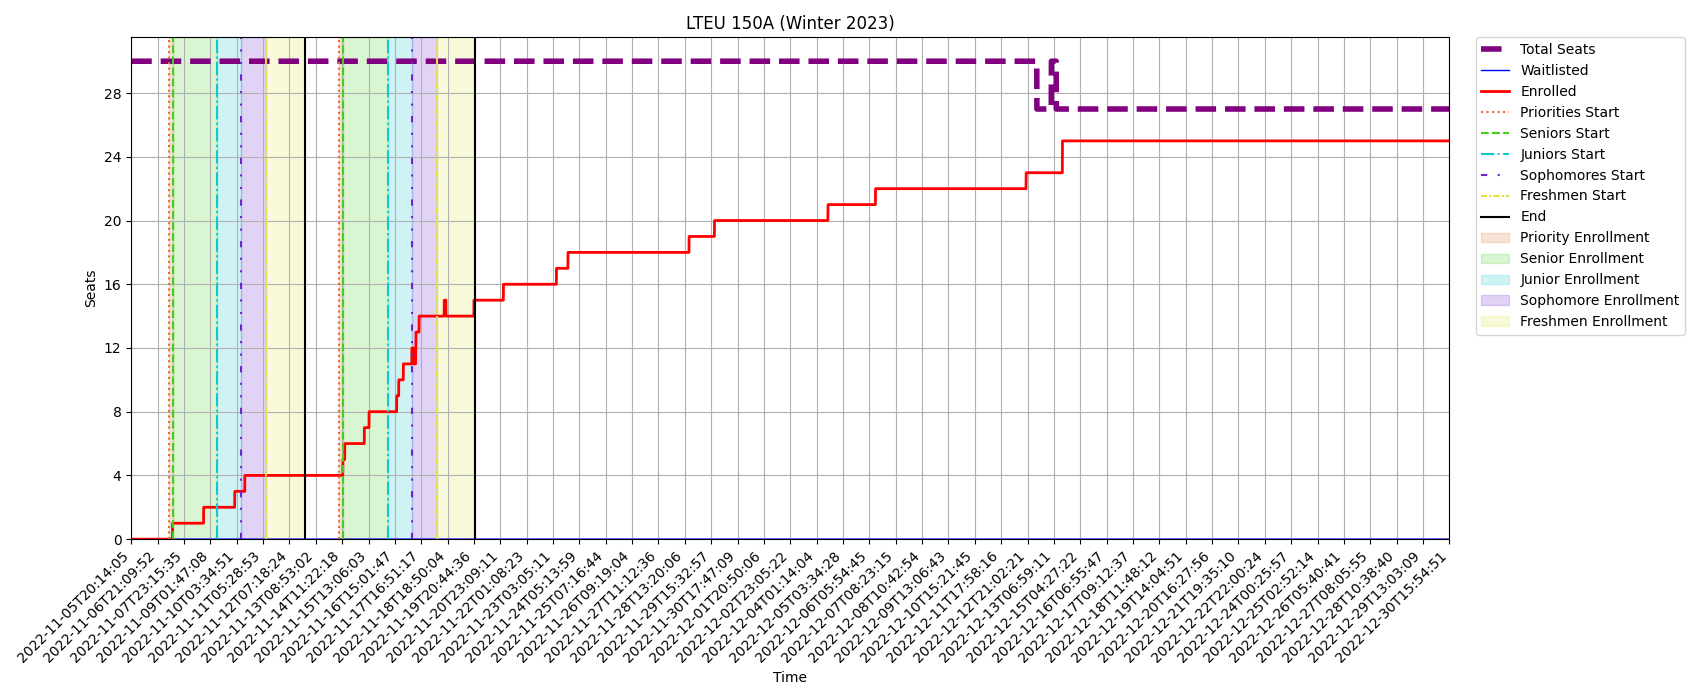 LTEU 150A (Winter 2023)
Total Seats
Waitlisted
Enrolled
Priorities Start
Seniors Start
Juniors Start
Sophomores Start
Freshmen Start
End
Priority Enrollment
Senior Enrollment
Junior Enrollment
Sophomore Enrollment
Freshmen Enrollment
Seats
28
24
20
16
12
8
4
0
2022-11-05T20:14:05
2022-11-06T21:09:52
2022-11-07T23:15:35
2022-11-09T01:47:08
2022-11-10T03:34:51
2022-11-11T05:28:53
2022-11-12T07:18:24
2022-11-13T08:53:02
2022-11-14T11:22:18
2022-11-15T13:06:03
2022-11-16T15:01:47
2022-11-17T16:51:17
2022-11-18T18:50:04
2022-11-19T20:44:36
2022-11-20T23:09:11
2022-11-22T01:08:23
2022-11-23T03:05:11
2022-11-24T05:13:59
2022-11-25T07:16:44
2022-11-26T09:19:04
2022-11-27T11:12:36
2022-11-28T13:20:06
2022-11-29T15:32:57
2022-11-30T17:47:09
2022-12-01T20:50:06
2022-12-02T23:05:22
2022-12-04T01:14:04
2022-12-05T03:34:28
2022-12-06T05:54:45
2022-12-07T08:23:15
2022-12-08T10:42:54
2022-12-09T13:06:43
2022-12-10T15:21:45
2022-12-11T17:58:16
2022-12-12T21:02:21
2022-12-13T06:59:11
2022-12-15T04:27:22
2022-12-16T06:55:47
2022-12-17T09:12:37
2022-12-18T11:48:12
2022-12-19T14:04:51
2022-12-20T16:27:56
2022-12-21T19:35:10
2022-12-22T22:00:24
2022-12-24T00:25:57
2022-12-25T02:52:14
2022-12-26T05:40:41
2022-12-27T08:05:55
2022-12-28T10:38:40
2022-12-29T13:03:09
2022-12-30T15:54:51
Time